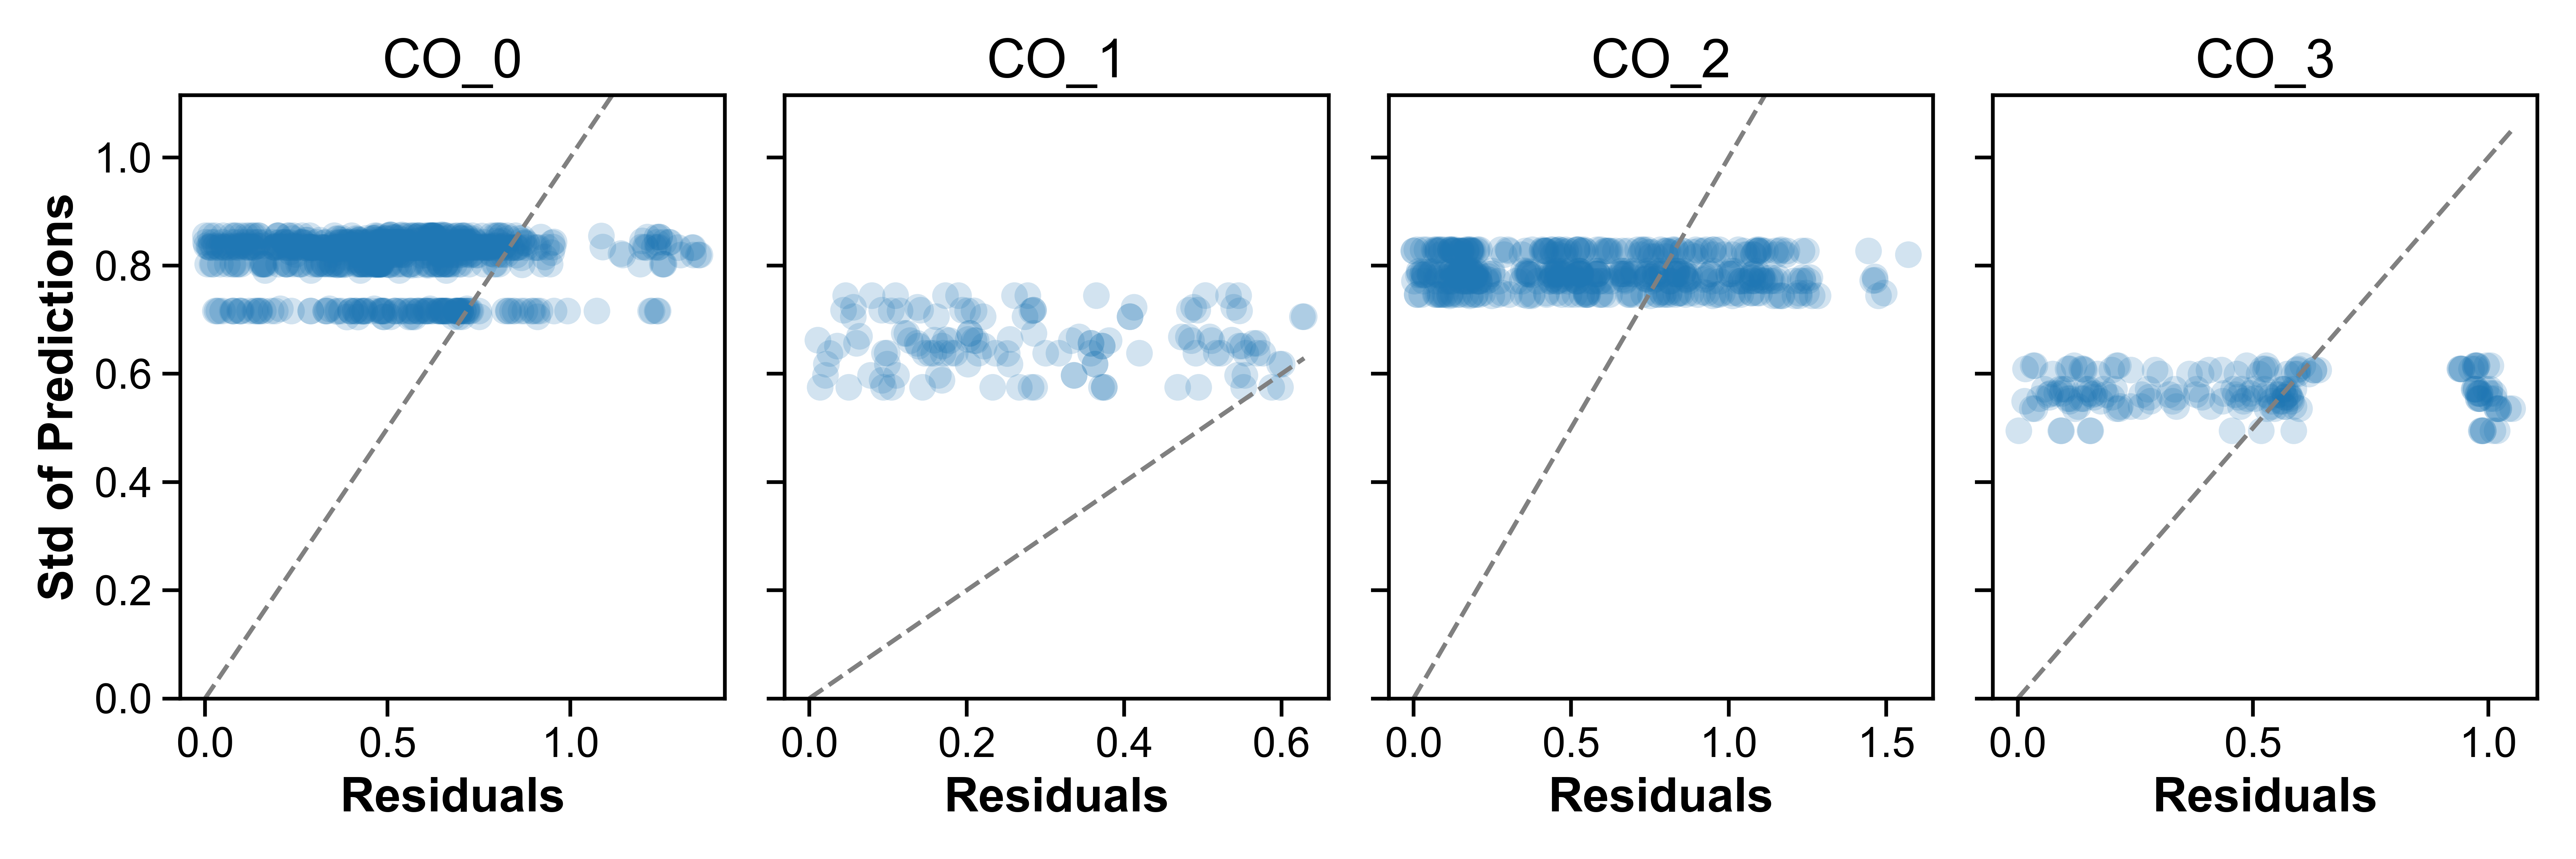 CO_0
CO_1
CO_2
CO_3
Std of Predictions
1.0
0.8
0.6
0.4
0.2
0.0
0.0 0.5 1.0
0.0 0.2 0.4 0.6
0.0 0.5 1.0 1.5
0.0 0.5 1.0
Residuals
Residuals
Residuals
Residuals